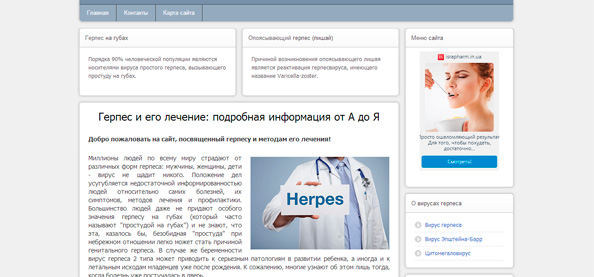 Главная Контакты Карта сайта
Герпес на губах
Порядка 90% человеческой популяции являются
носителями вируса простого герпеса, вызывающего
простуду на губах.
Опоясывающий герпес (лишай)
Причиной возникновения опоясывающего лишая
является реактивация герпесвируса, имеющего
название Varicella-zoster.
Меню сайта
israpharm.in.ua
Просто ошеломляющий результат
Для того, чтобы похудеть,
достаточно...
Смотреть!
Герпес и его лечение: подробная информация от А до Я
Добро пожаловать на сайт, посвященный герпесу и методам его лечения!
Миллионы людей по всему миру страдают от
различных форм герпеса: мужчины, женщины, дети
- вирус не щадит никого. Положение дел
усугубляется недостаточной информированностью
людей относительно самих болезней, их
симптомов, методов лечения и профилактики.
Большинство людей даже не придают особого
значения герпесу на губах (который часто
называют "простудой на губах") и не знают, что
эта, казалось бы, безобидная "простуда" при
небрежном отношении легко может стать причиной
генитального герпеса. В случае же беременности
вирус герпеса 2 типа может приводить к серьезным патологиям в развитии ребенка, а иногда и к
летальным исходам младенцев уже после рождения. К сожалению, многие узнают об этом лишь тогда,
когда болезнь уже постучалась в дверь.
Herpes
О вирусах герпеса
Вирус герпеса
Вирус Эпштейна-Барр
Цитомегаловирус